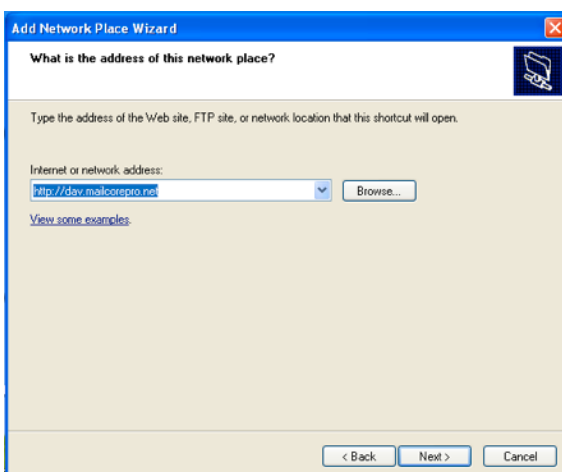 Add Network Place Wizard
What is the address of this network place?
Type the address of the Web site, FTP site, or network location that this shortcut will open.
Internet or network address:
http://dav.mailcorepro.net
Browse...
View some examples.
< Back
Next >
Cancel